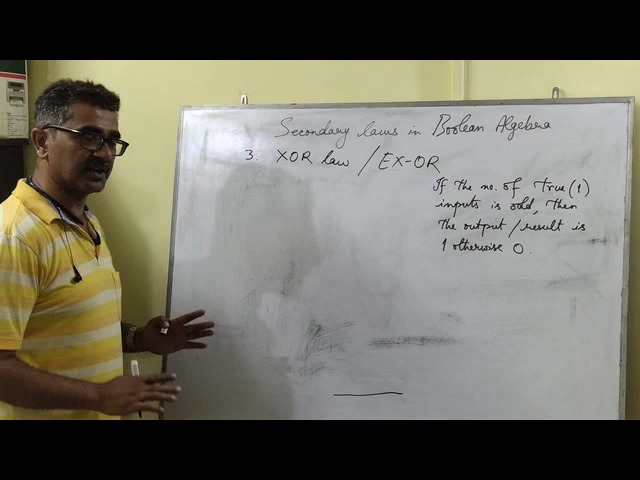 Secondary laws in Boolean Algebra
3. XOR law / EX-OR
If the no. of True (1)
inputs is odd, then
the output / result is
1 otherwise 0.